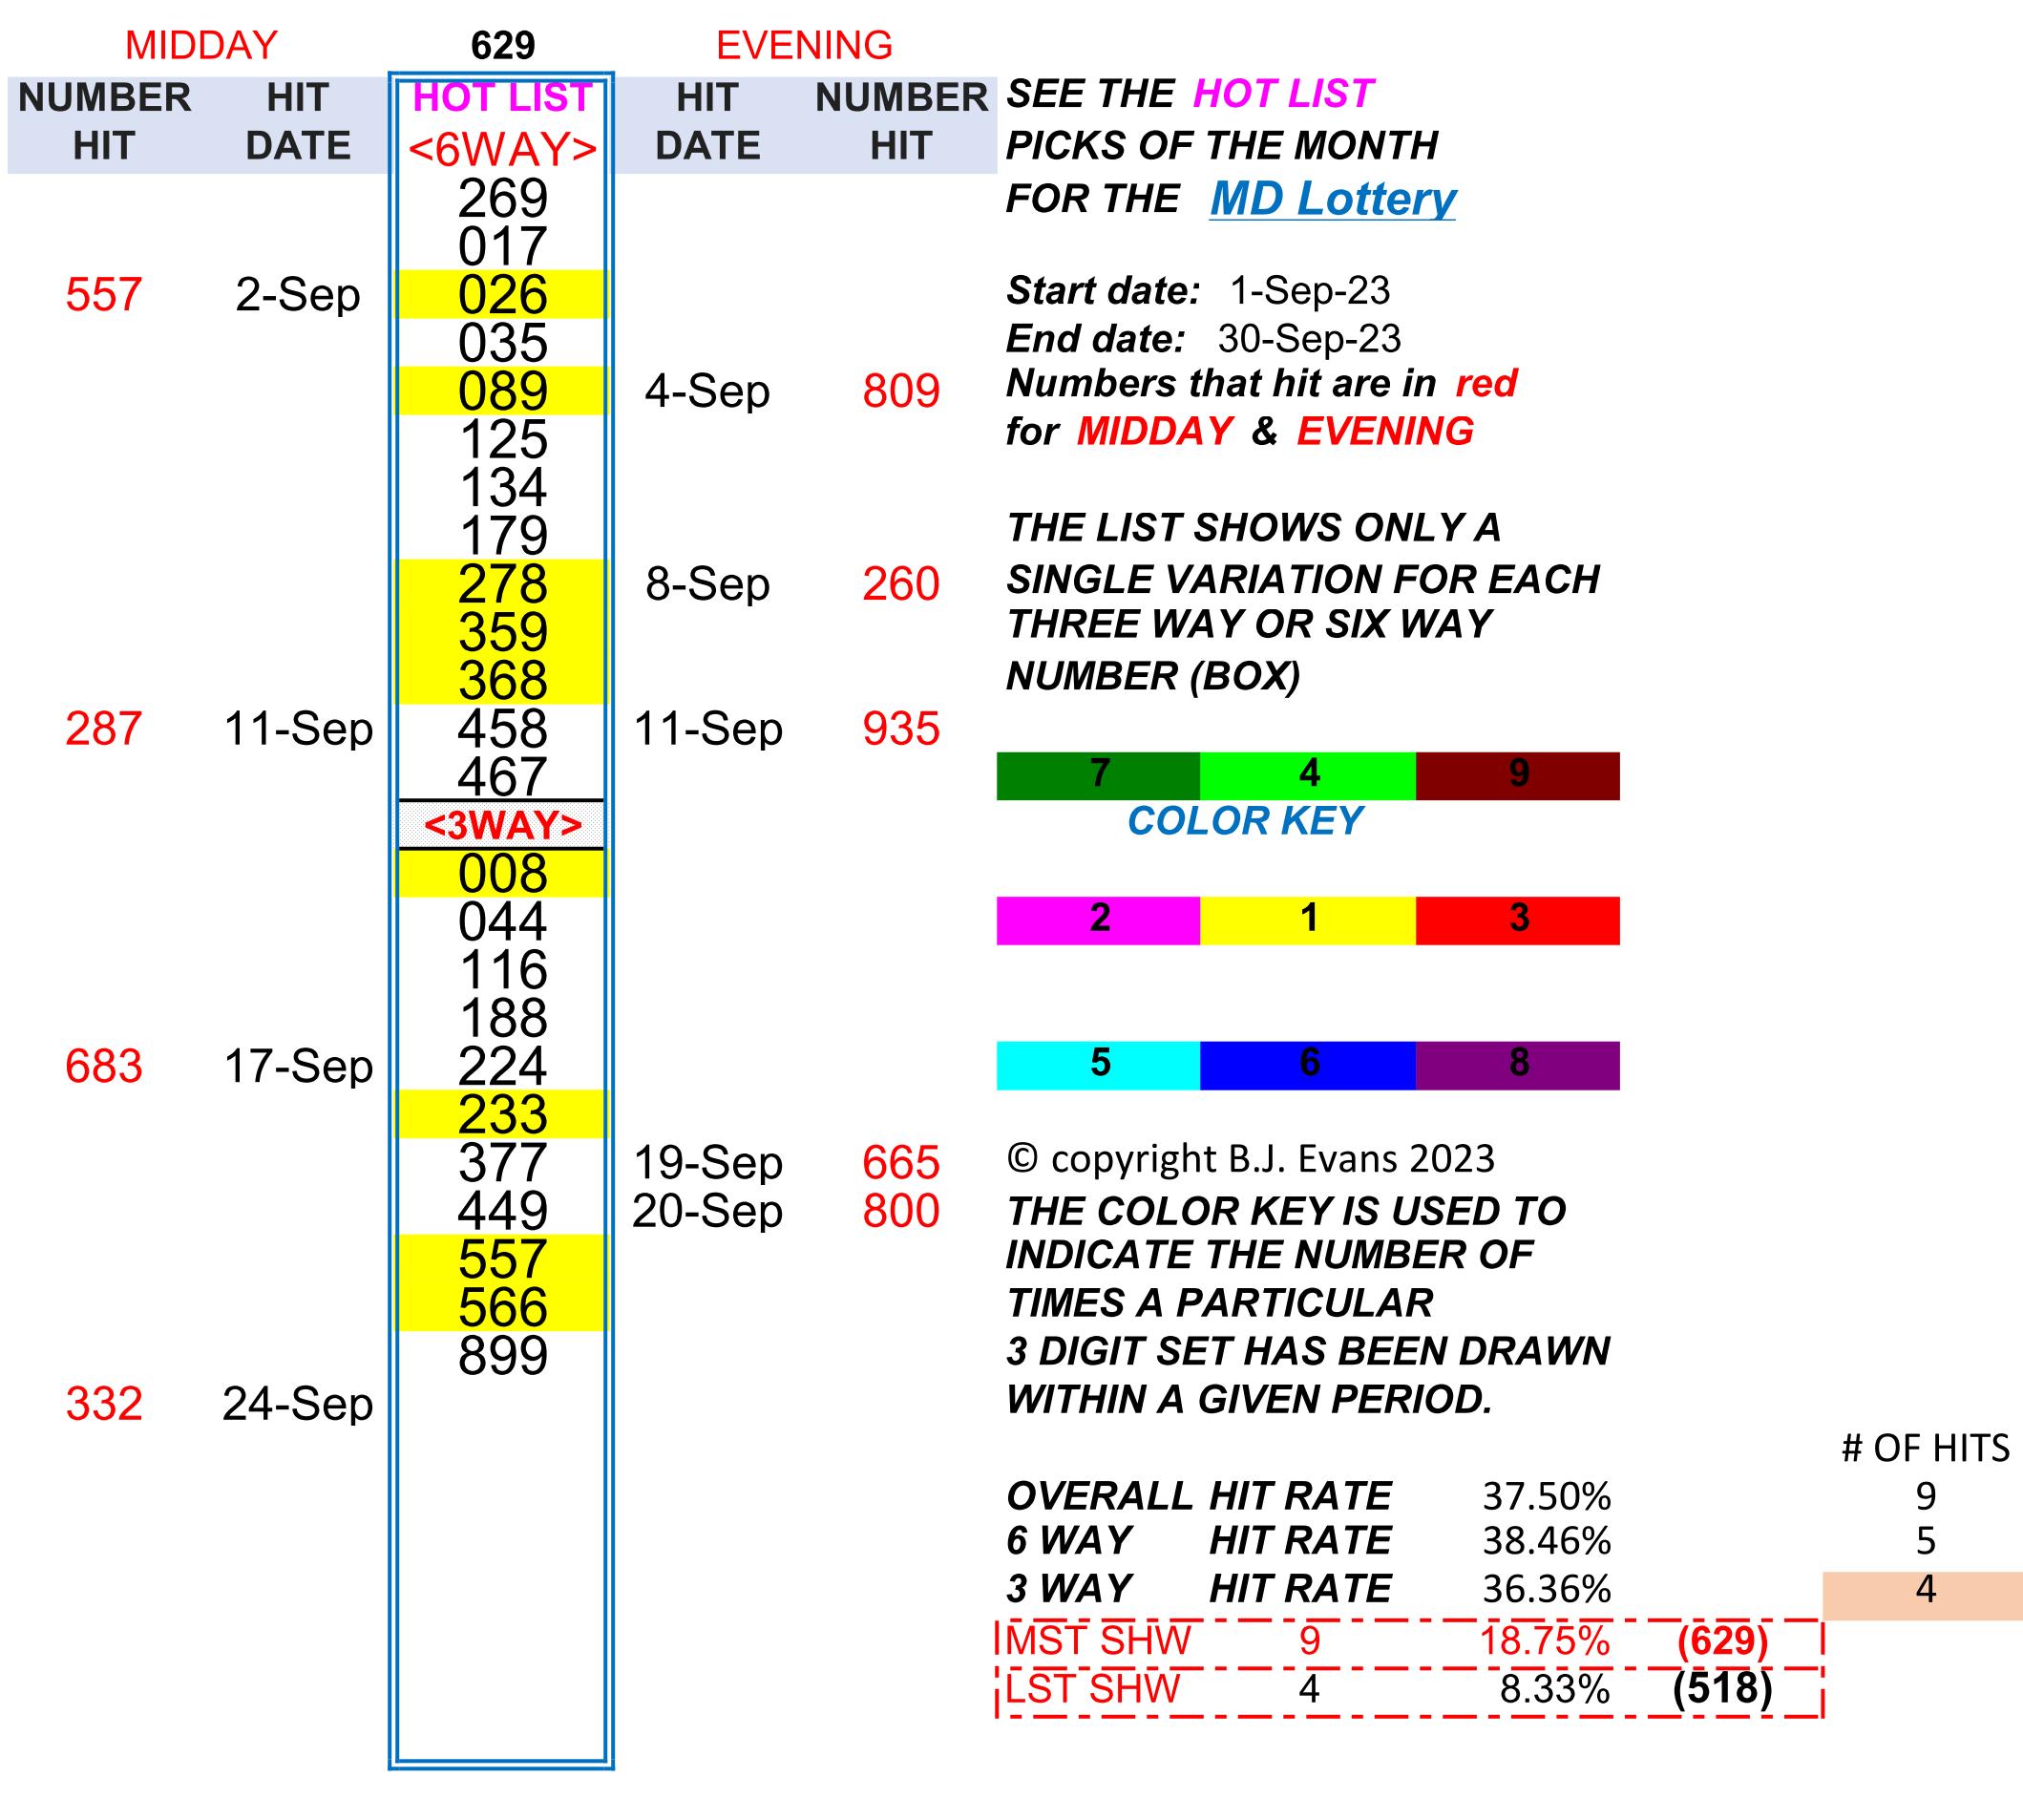 MIDDAY 629 EVENING
NUMBER HIT HOT LIST HIT NUMBER SEE THE HOT LIST
HIT DATE <6WAY> DATE HIT PICKS OF THE MONTH
269 FOR THE MD Lottery
017
557 2-Sep 026 Start date: 1-Sep-23
035 End date: 30-Sep-23
089 4-Sep 809 Numbers that hit are in red
125 for MIDDAY & EVENING
134
179 THE LIST SHOWS ONLY A
278 8-Sep 260 SINGLE VARIATION FOR EACH
359 THREE WAY OR SIX WAY
368 NUMBER (BOX)
287 11-Sep 458 11-Sep 935
467 7 4 9
<3WAY> COLOR KEY
008
044 2 1 3
116
188
683 17-Sep 224 5 6 8
233
377 19-Sep 665 © copyright B.J. Evans 2023
449 20-Sep 800 THE COLOR KEY IS USED TO
557 INDICATE THE NUMBER OF
566 TIMES A PARTICULAR
899 3 DIGIT SET HAS BEEN DRAWN
332 24-Sep WITHIN A GIVEN PERIOD.
# OF HITS
OVERALL HIT RATE 37.50% 9
6 WAY HIT RATE 38.46% 5
3 WAY HIT RATE 36.36% 4
MST SHW 9 18.75% (629)
LST SHW 4 8.33% (518)